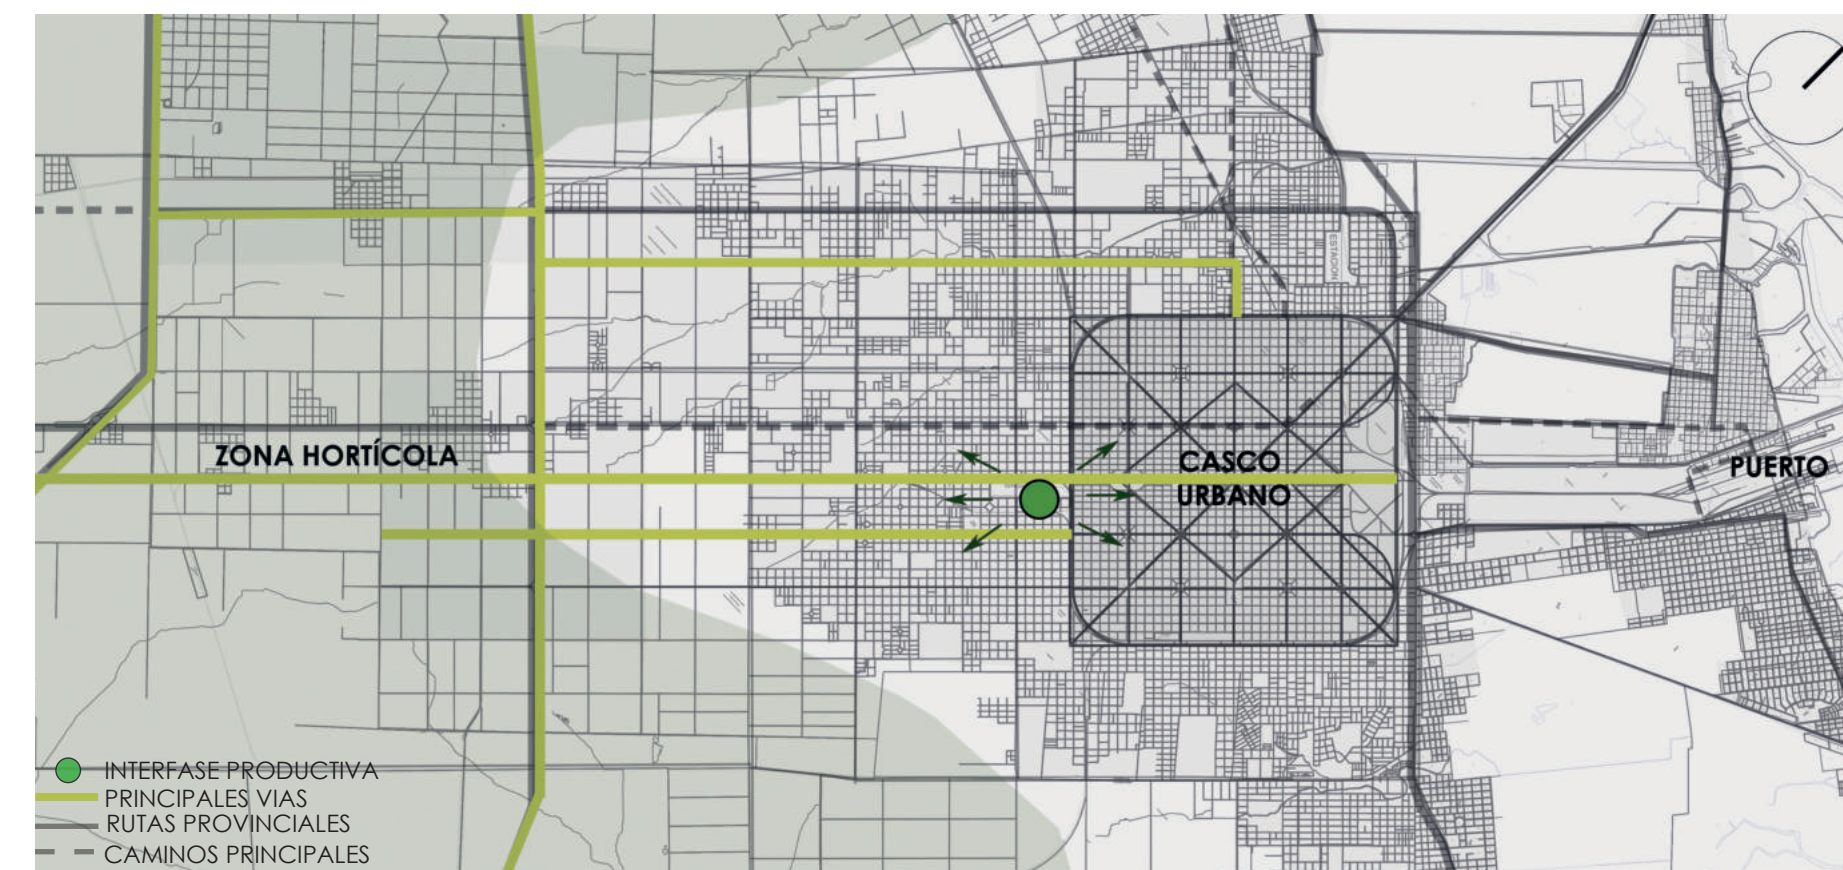 ESTACION
ZONA HORTÍCOLA
CASCO
URBANO
PUERTO
INTERFASE PRODUCTIVA
PRINCIPALES VIAS
RUTAS PROVINCIALES
CAMINOS PRINCIPALES